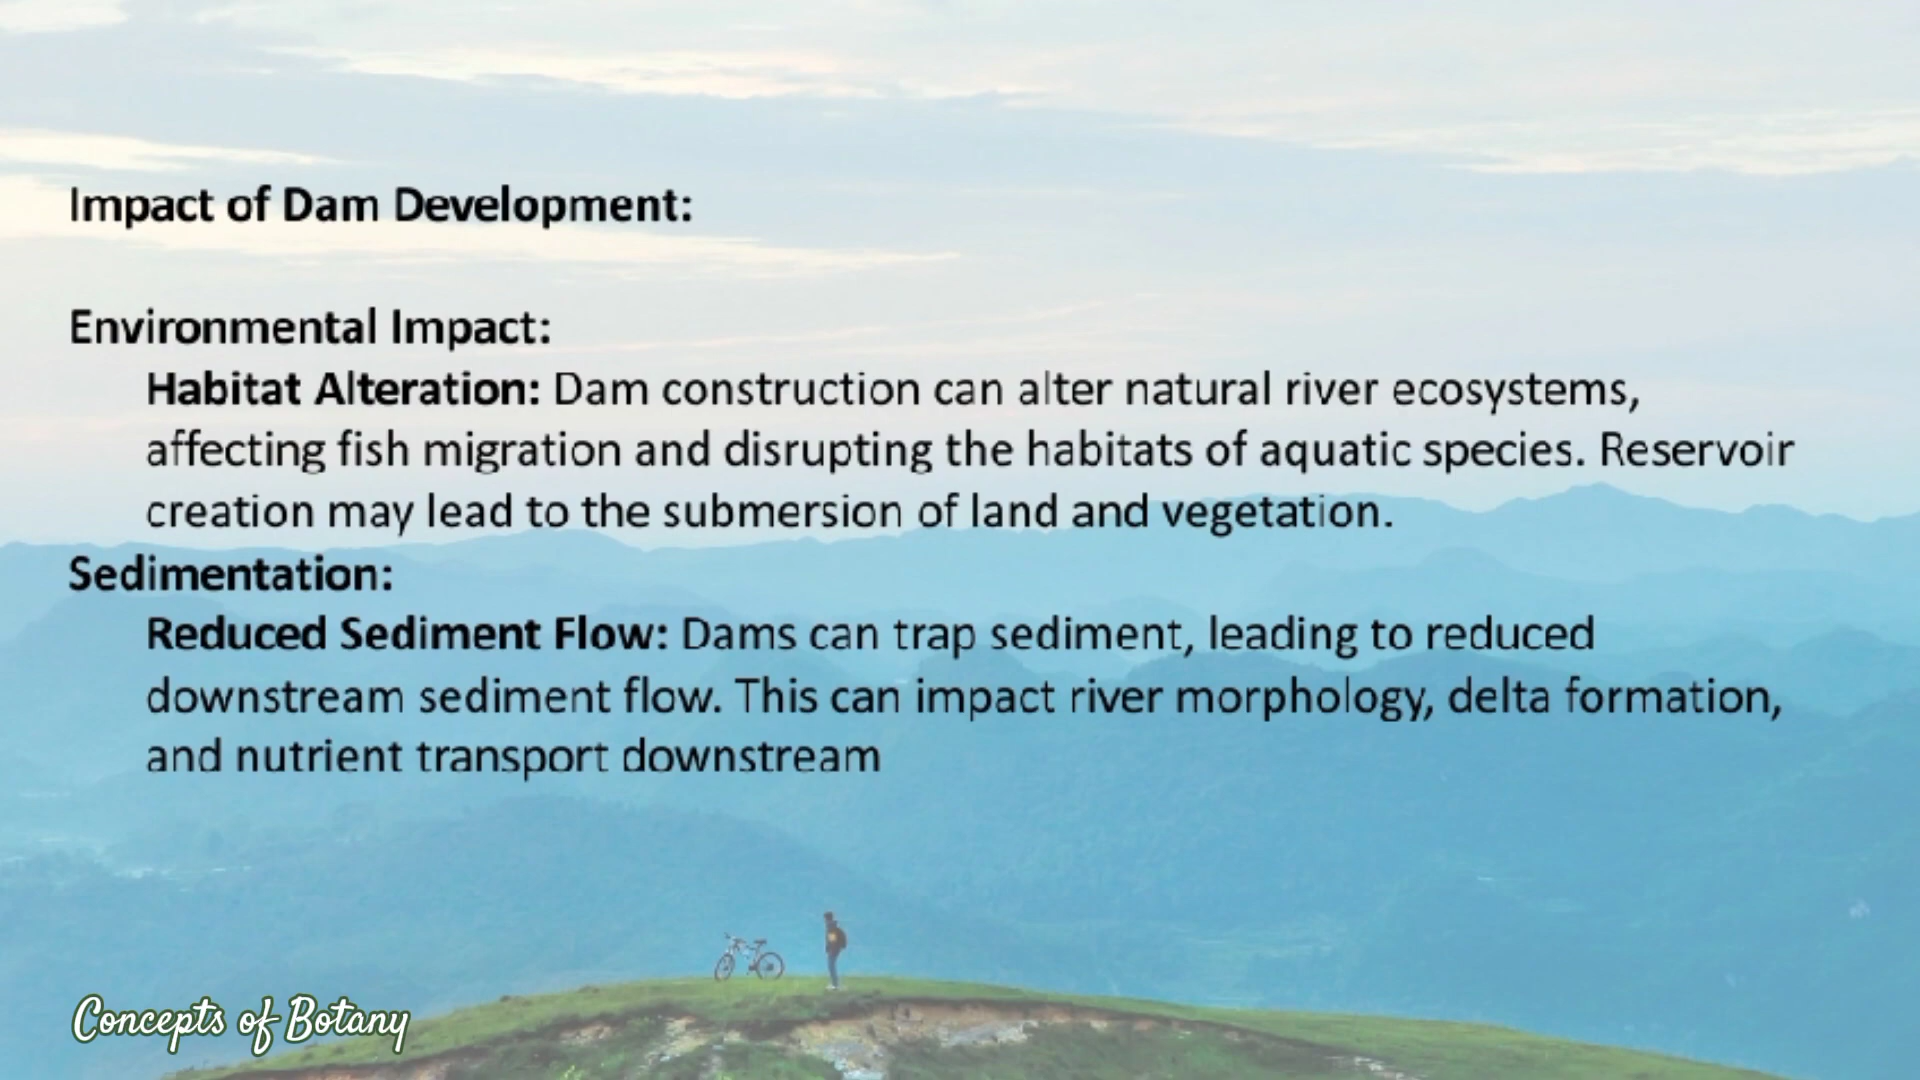 Impact of Dam Development:
Environmental Impact:
Habitat Alteration: Dam construction can alter natural river ecosystems,
affecting fish migration and disrupting the habitats of aquatic species. Reservoir
creation may lead to the submersion of land and vegetation.
Sedimentation:
Reduced Sediment Flow: Dams can trap sediment, leading to reduced
downstream sediment flow. This can impact river morphology, delta formation,
and nutrient transport downstream
Concepts of Botany